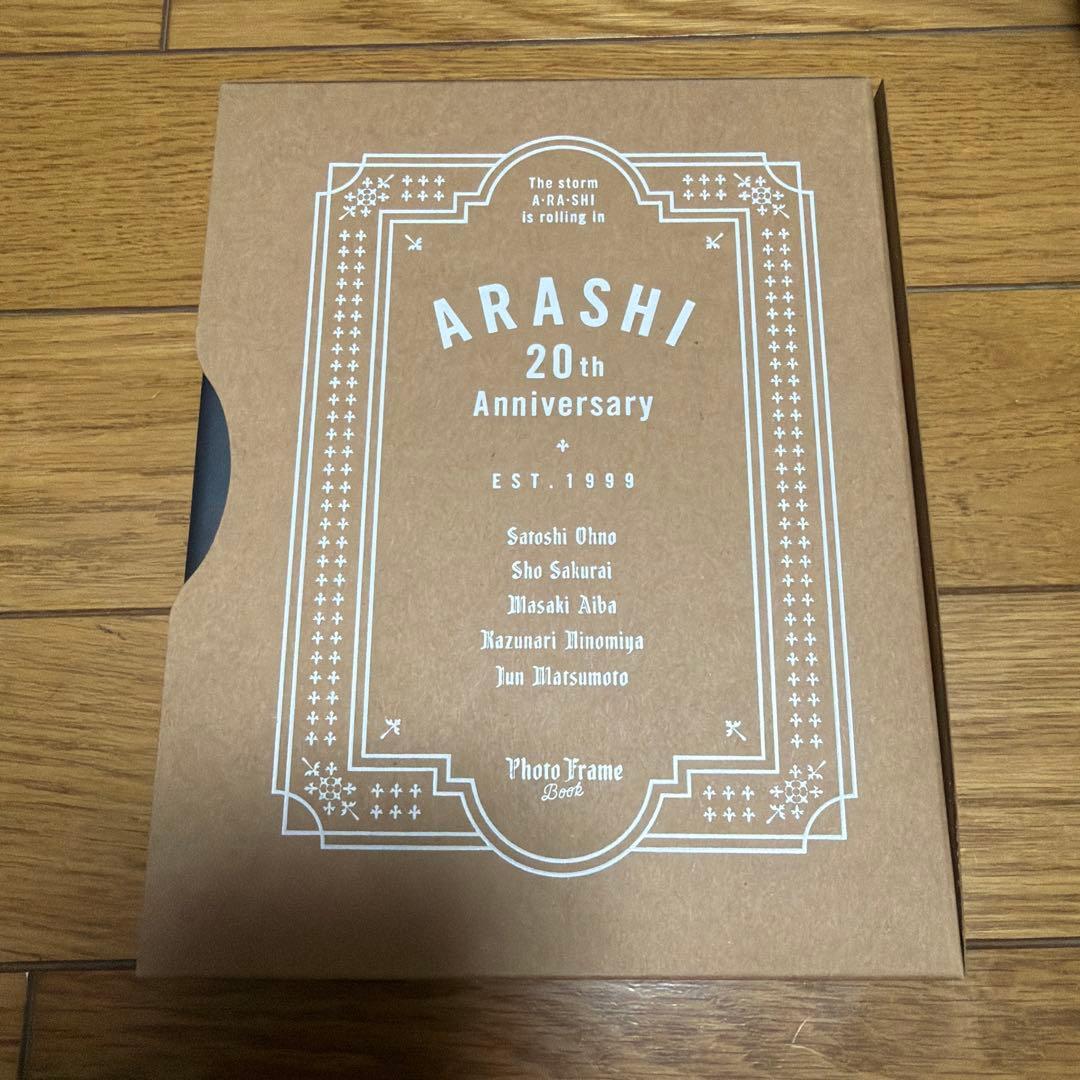 The storm
A·RA·SHI
is rolling in
ARASHI
20th
Anniversary
EST.1999
Satoshi Ohno
Sho Sakurai
Masaki Aiba
Kazunari Ninomiya
Jun Matsumoto
Photo Frame
Book